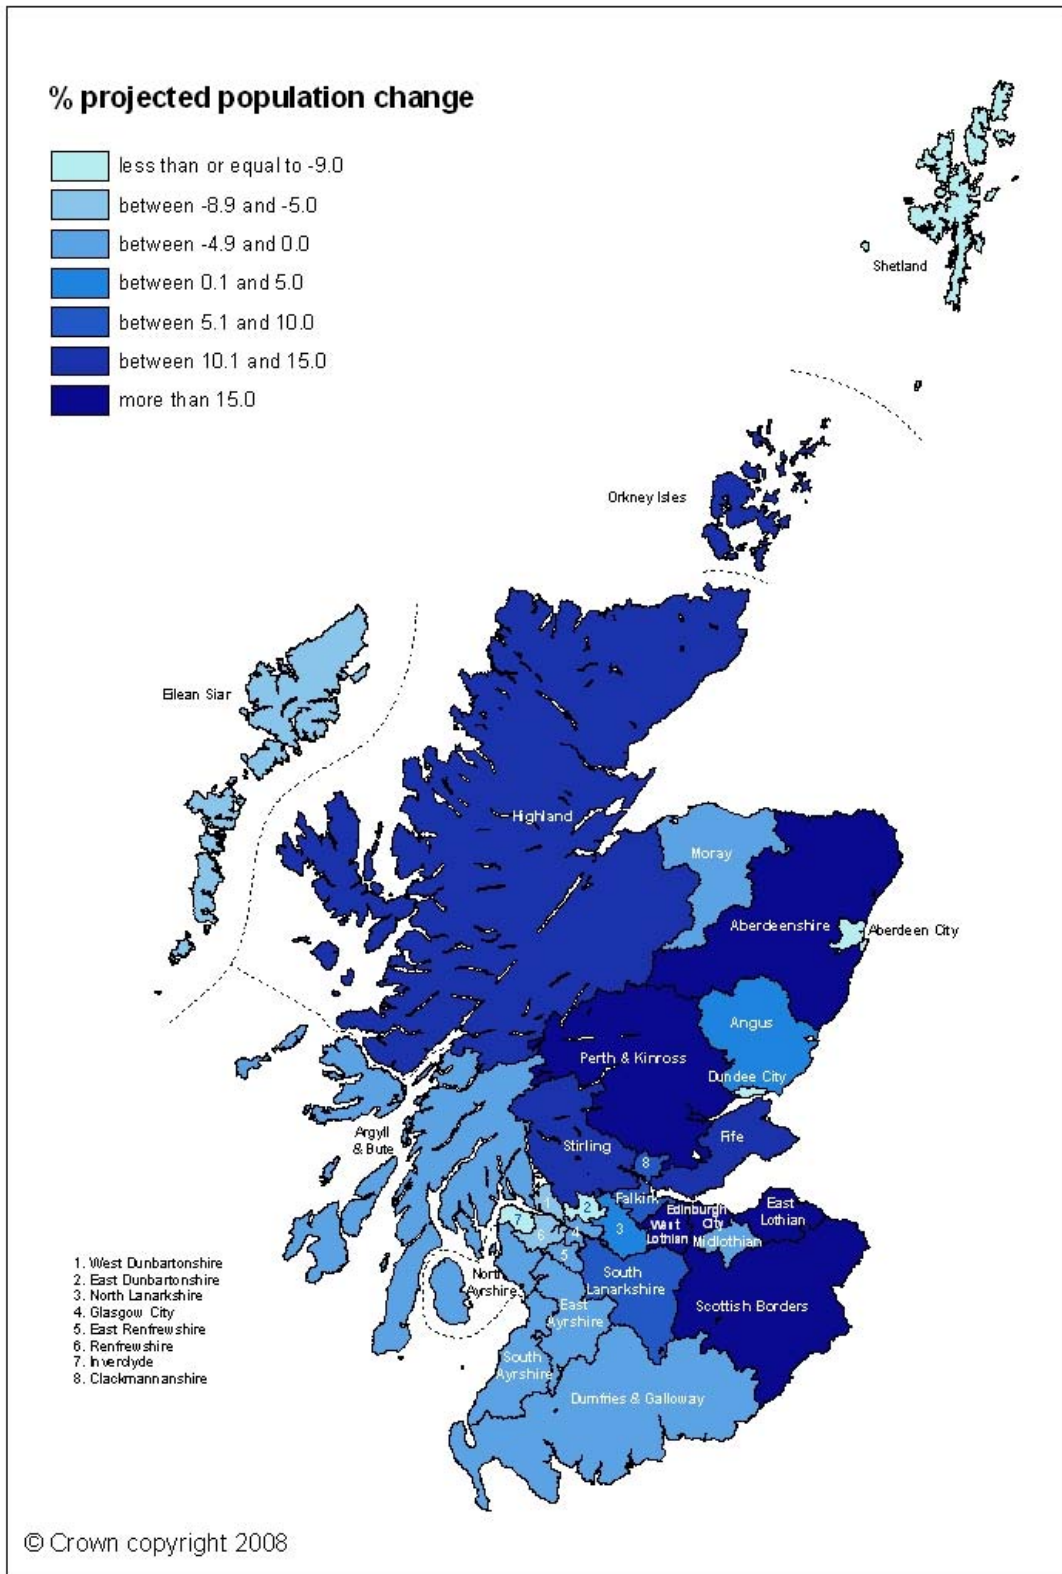 % projected population change
less than or equal to -9.0
between -8.9 and -5.0
between -4.9 and 0.0
between 0.1 and 5.0
between 5.1 and 10.0
between 10.1 and 15.0
more than 15.0
Shetland
Orkney Isles
Eilean Siar
Highland
Moray
Aberdeenshire
Aberdeen City
Angus
Perth & Kinross
Dundee City
Argyll
& Bute
Stirling
Fife
8
1
2
Falkirk
Edinburgh
City
East
Lothian
7
6
4
3
West
Lothian
Midlothian
5
North
Ayrshire
South
Lanarkshire
East
Ayrshire
Scottish Borders
South
Ayrshire
Dumfries & Galloway
1. West Dunbartonshire
2. East Dunbartonshire
3. North Lanarkshire
4. Glasgow City
5. East Renfrewshire
6. Renfrewshire
7. Inverclyde
8. Clackmannanshire
© Crown copyright 2008